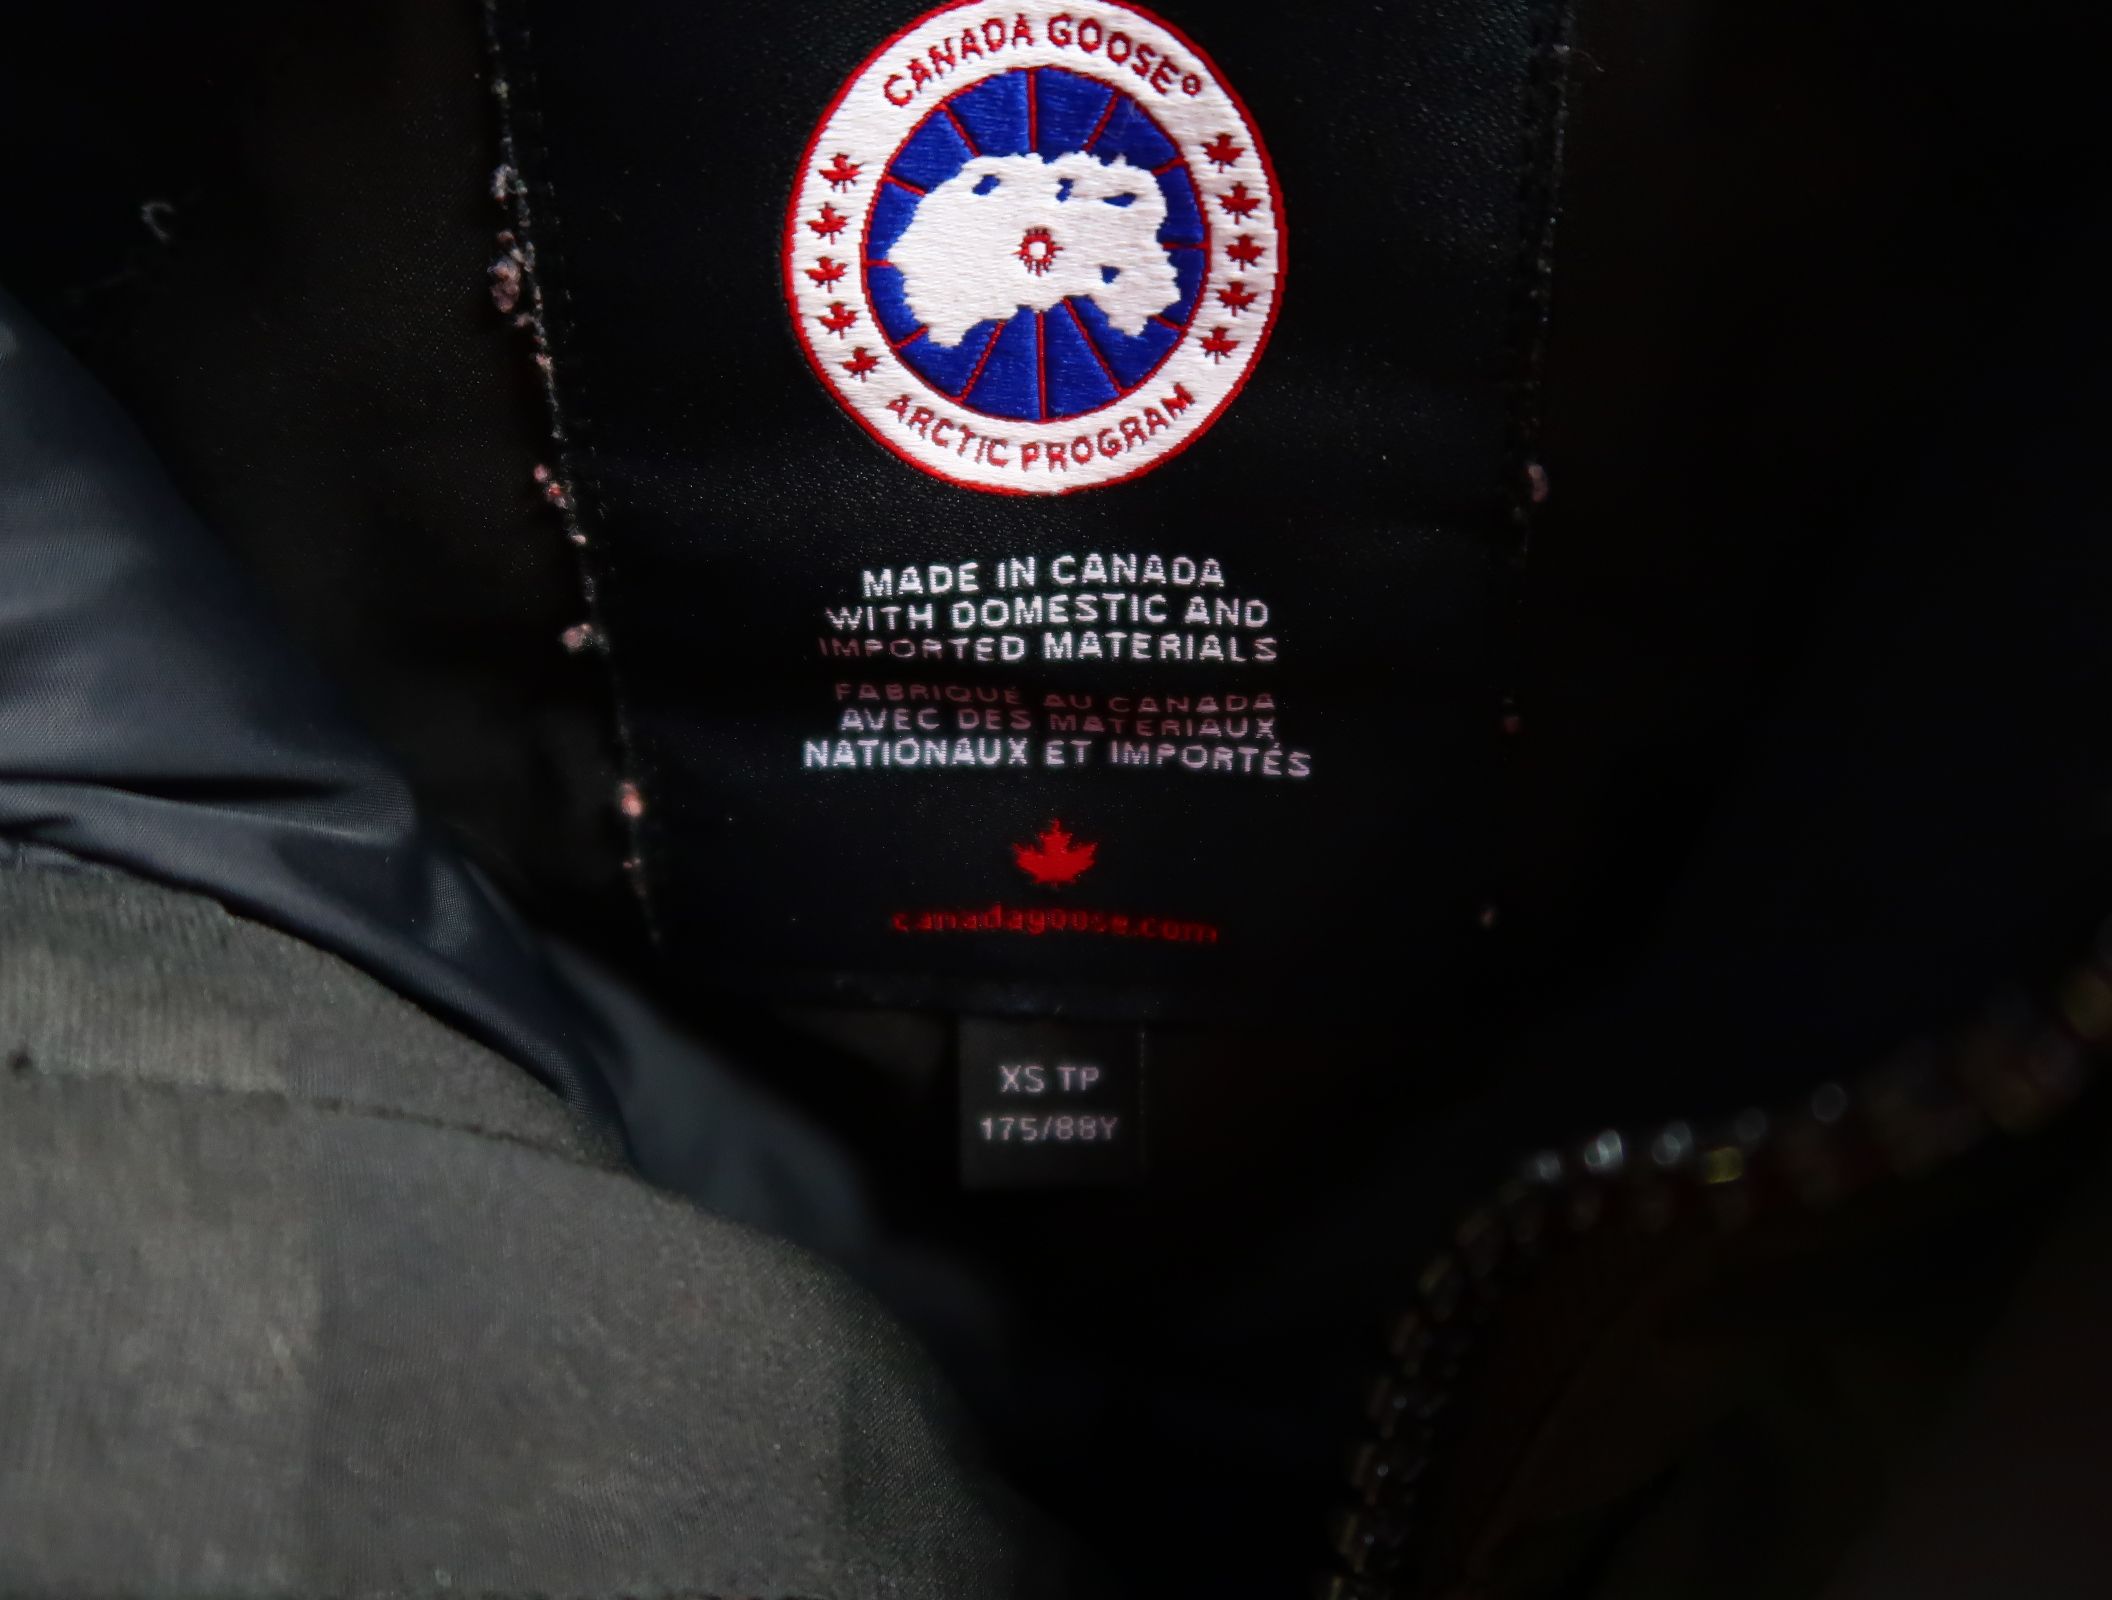 CANADA GOOSE®
ARCTIC PROGRAM
MADE IN CANADA
WITH DOMESTIC AND
IMPORTED MATERIALS
FABRIQUÉ AU CANADA
AVEC DES MATERIAUX
NATIONAUX ET IMPORTÉS
canadagoose.com
XS TP
175/88Y